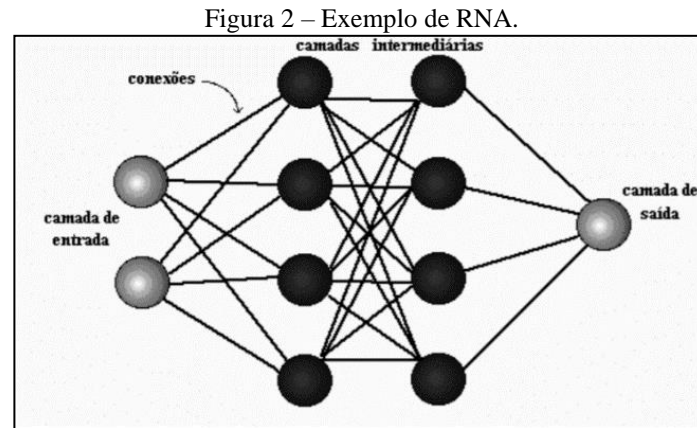 Figura 2 – Exemplo de RNA.
camadas intermediárias
conexões
camada de
entrada
camada de
saída